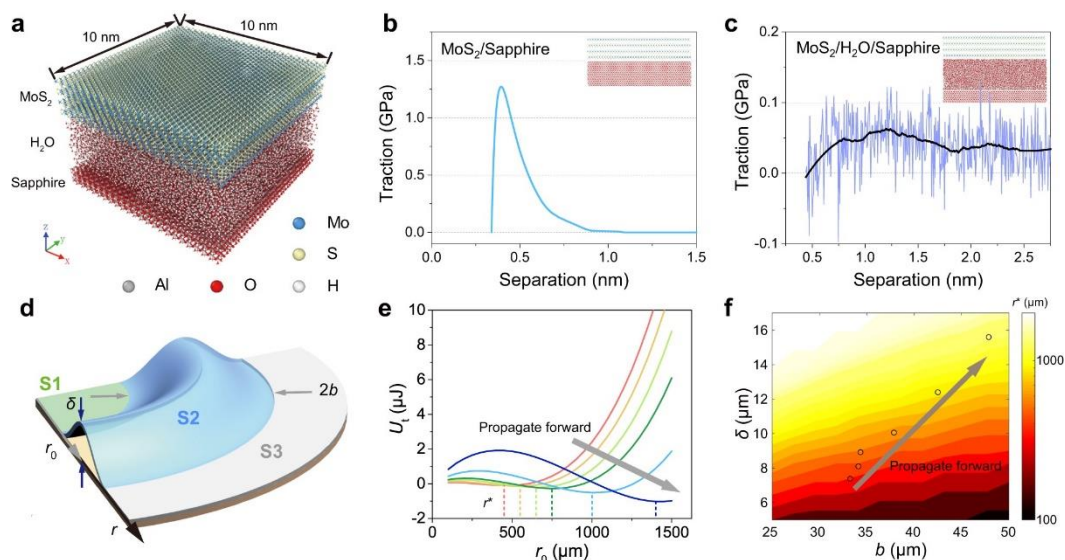 a
10 nm
10 nm
MoS2
H2O
Sapphire
z
y
x
Mo
S
Al
O
H
b
MoS2/Sapphire
Traction (GPa)
1.5
1.0
0.5
0.0
0.0
0.5
1.0
1.5
Separation (nm)
c
MoS2/H2O/Sapphire
Traction (GPa)
0.2
0.1
0.0
-0.1
0.5
1.0
1.5
2.0
2.5
Separation (nm)
d
S1
δ
r0
r
S2
2b
S3
e
Ut (μJ)
10
8
6
4
2
0
-2
Propagate forward
r*
0
500
1000
1500
r0 (μm)
f
r* (μm)
δ (μm)
16
14
12
10
8
6
Propagate forward
25
30
35
40
45
50
b (μm)
1000
100